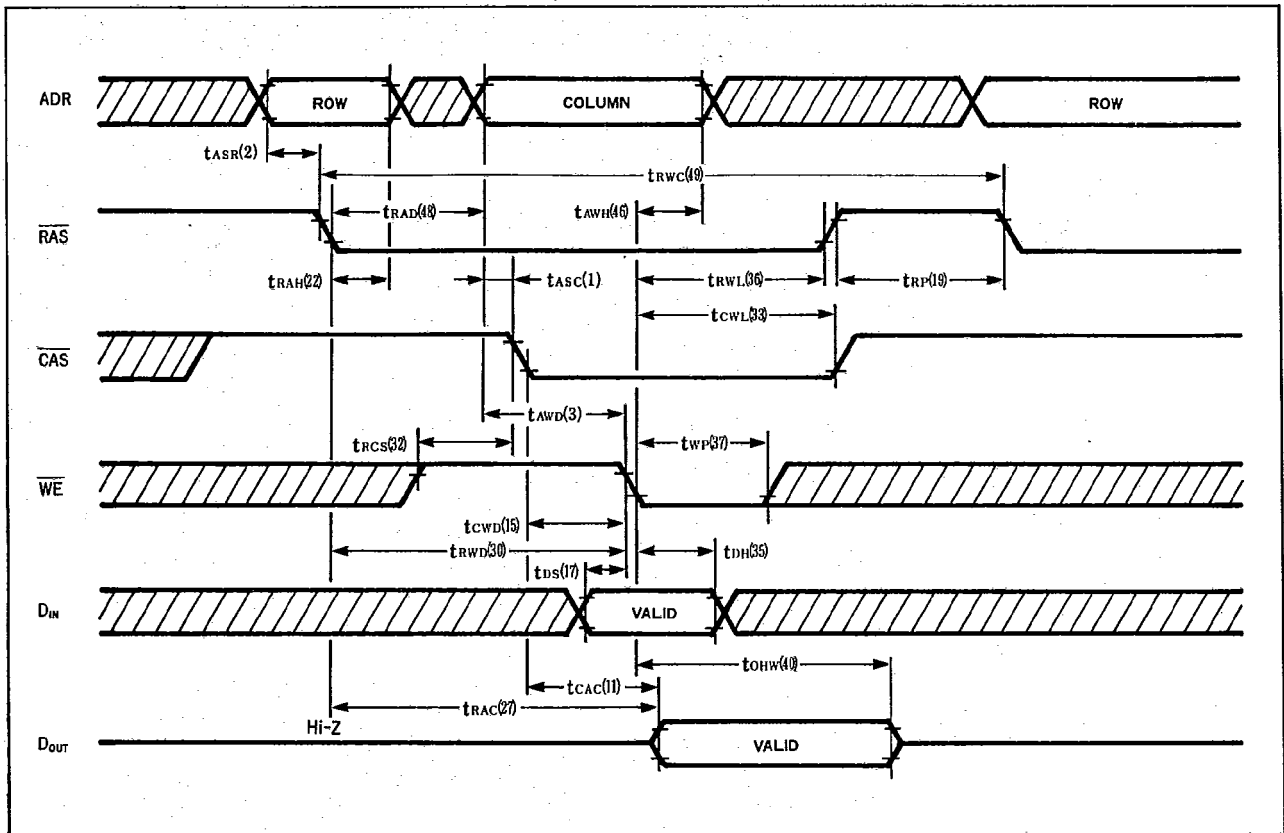 ADR ROW COLUMN ROW
tASR(2)
tRWC(49)
tRAD(48) tAWH(46)
RAS
tRAH(22) tASC(1) tRWL(36) tRP(19)
tCWL(33)
CAS
tAWD(3)
tRCS(32) tWP(37)
WE
tCWD(15)
tRWD(30) tDH(35)
tDS(17)
DIN VALID
tOHW(40)
tCAC(11)
tRAC(27)
Hi-Z
DOUT VALID